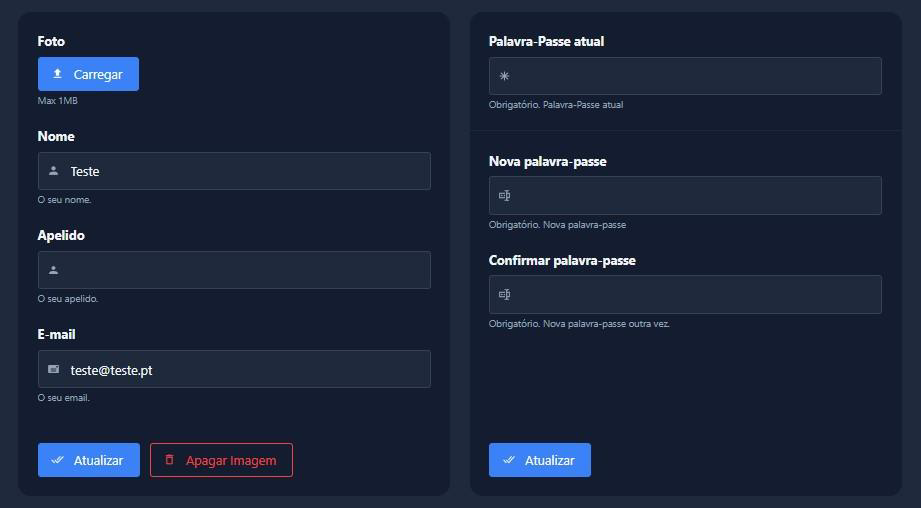 Foto
Carregar
Max 1MB
Nome
Teste
O seu nome.
Apelido
O seu apelido.
E-mail
teste@teste.pt
O seu email.
Atualizar
Apagar Imagem
Palavra-Passe atual
Obrigatório. Palavra-Passe atual
Nova palavra-passe
Obrigatório. Nova palavra-passe
Confirmar palavra-passe
Obrigatório. Nova palavra-passe outra vez.
Atualizar